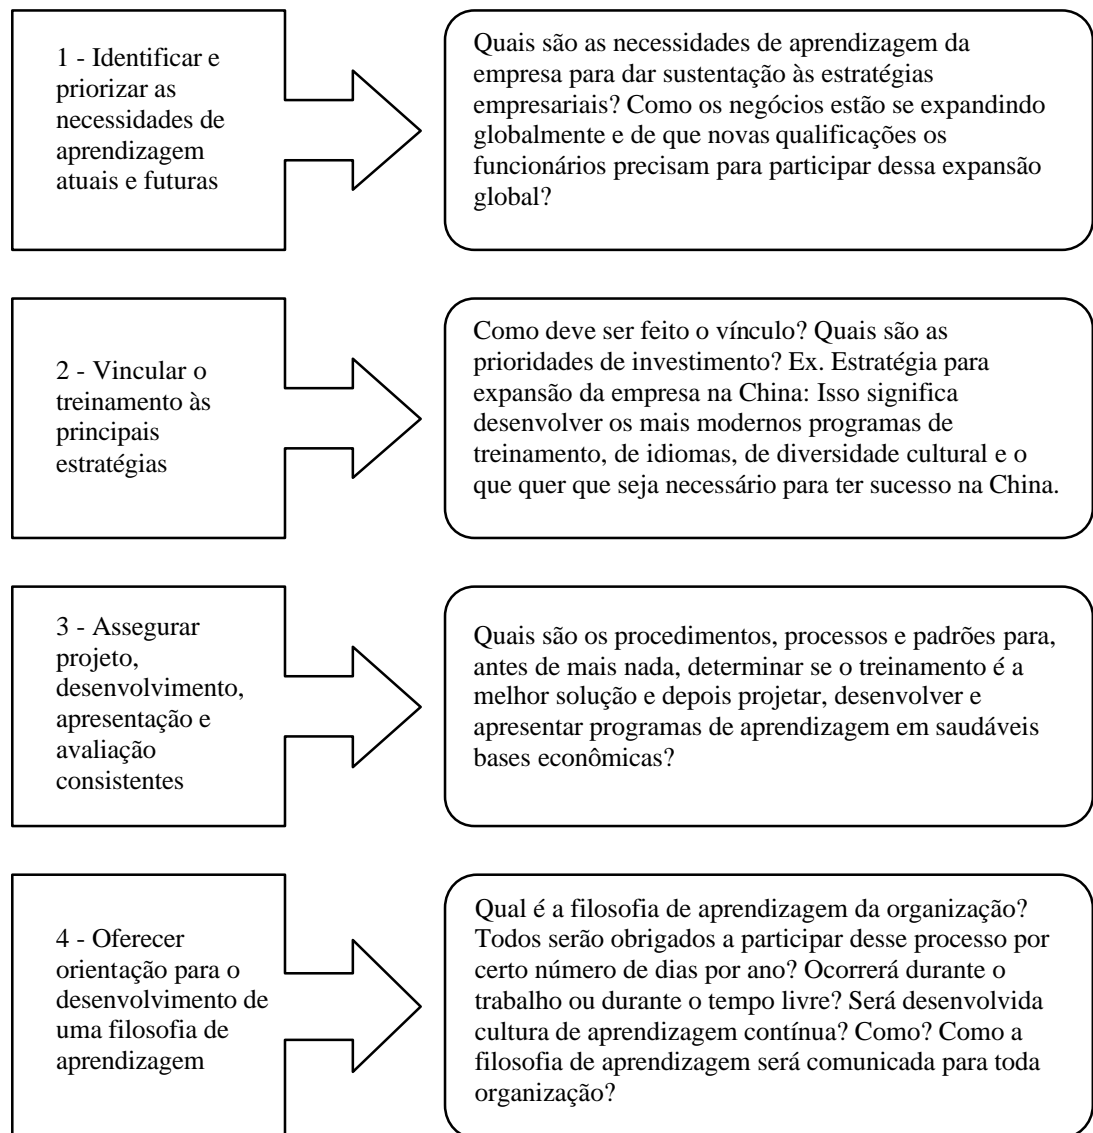 1 - Identificar e
priorizar as
necessidades de
aprendizagem
atuais e futuras
Quais são as necessidades de aprendizagem da
empresa para dar sustentação às estratégias
empresariais? Como os negócios estão se expandindo
globalmente e de que novas qualificações os
funcionários precisam para participar dessa expansão
global?
2 - Vincular o
treinamento às
principais
estratégias
Como deve ser feito o vínculo? Quais são as
prioridades de investimento? Ex. Estratégia para
expansão da empresa na China: Isso significa
desenvolver os mais modernos programas de
treinamento, de idiomas, de diversidade cultural e o
que quer que seja necessário para ter sucesso na China.
3 - Assegurar
projeto,
desenvolvimento,
apresentação e
avaliação
consistentes
Quais são os procedimentos, processos e padrões para,
antes de mais nada, determinar se o treinamento é a
melhor solução e depois projetar, desenvolver e
apresentar programas de aprendizagem em saudáveis
bases econômicas?
4 - Oferecer
orientação para o
desenvolvimento de
uma filosofia de
aprendizagem
Qual é a filosofia de aprendizagem da organização?
Todos serão obrigados a participar desse processo por
certo número de dias por ano? Ocorrerá durante o
trabalho ou durante o tempo livre? Será desenvolvida
cultura de aprendizagem contínua? Como? Como a
filosofia de aprendizagem será comunicada para toda
organização?